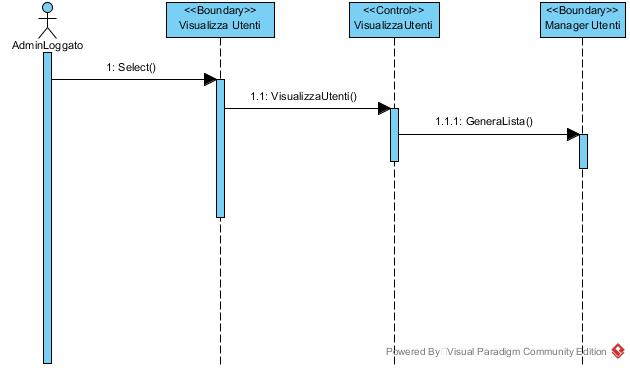 <<Boundary>>
Visualizza Utenti
<<Control>>
VisualizzaUtenti
<<Boundary>>
Manager Utenti
AdminLoggato
1: Select()
1.1: VisualizzaUtenti()
1.1.1: GeneraLista()
Powered By Visual Paradigm Community Edition